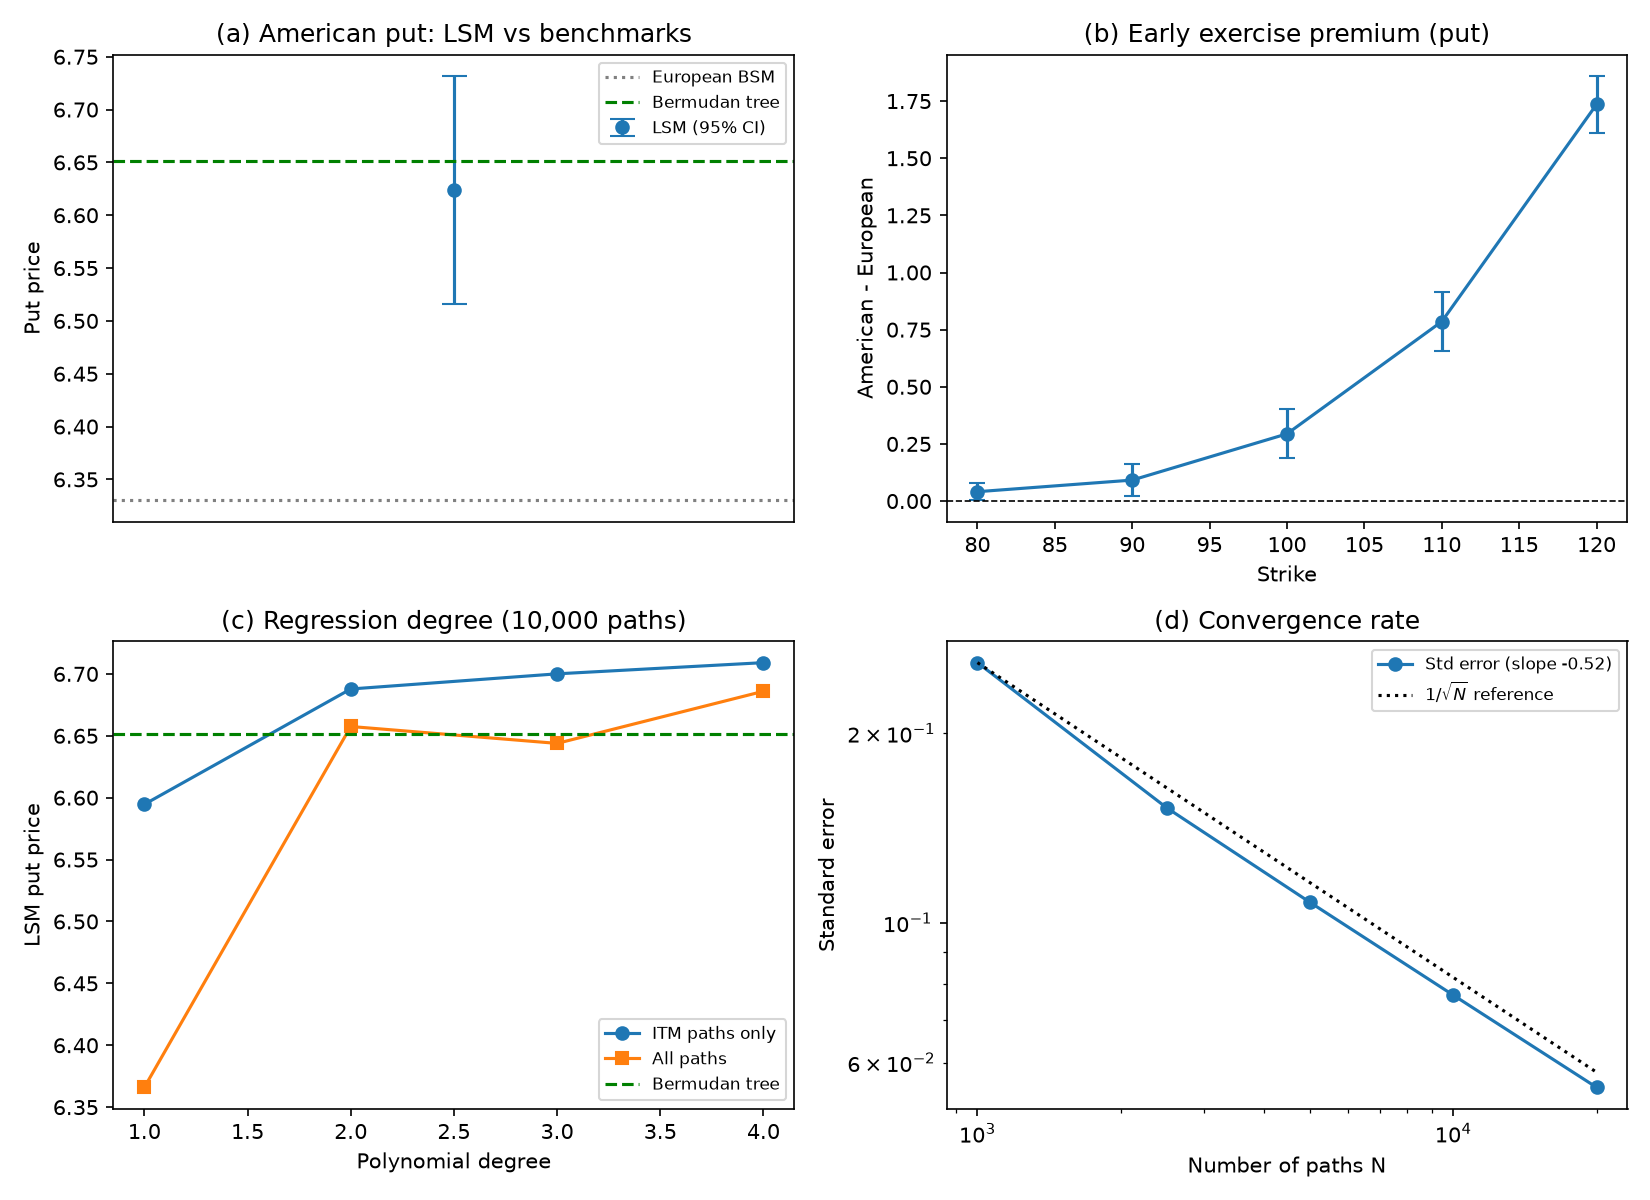 (a) American put: LSM vs benchmarks
6.75
6.70
6.65
6.60
6.55
6.50
6.45
6.40
6.35
Put price
European BSM
Bermudan tree
LSM (95% CI)
(b) Early exercise premium (put)
1.75
1.50
1.25
1.00
0.75
0.50
0.25
0.00
American - European
80 85 90 95 100 105 110 115 120
Strike
(c) Regression degree (10,000 paths)
6.70
6.65
6.60
6.55
6.50
6.45
6.40
6.35
LSM put price
ITM paths only
All paths
Bermudan tree
1.0 1.5 2.0 2.5 3.0 3.5 4.0
Polynomial degree
(d) Convergence rate
Std error (slope -0.52)
1/√N reference
2 × 10⁻¹
10⁻¹
6 × 10⁻²
Standard error
10³ 10⁴
Number of paths N